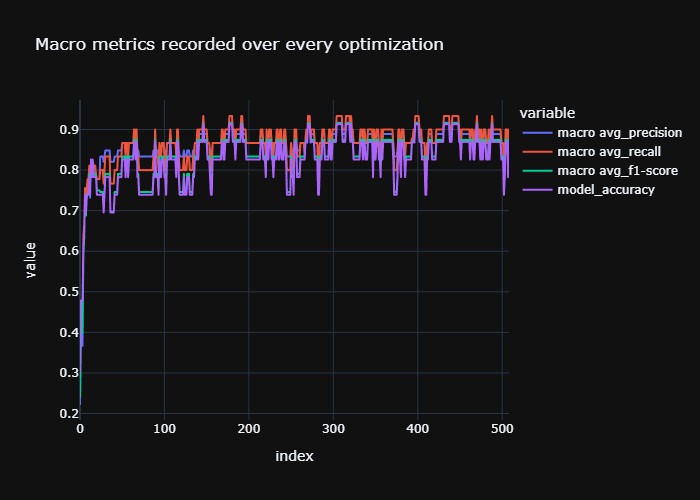 Macro metrics recorded over every optimization
variable
macro avg_precision
macro avg_recall
macro avg_f1-score
model_accuracy
value
0.9
0.8
0.7
0.6
0.5
0.4
0.3
0.2
0
100
200
300
400
500
index